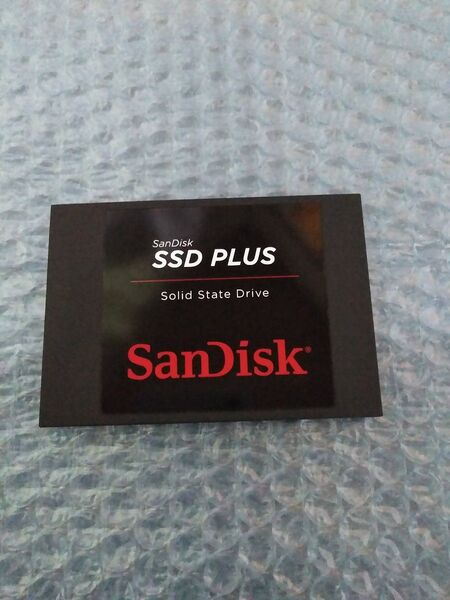 SanDisk
SSD PLUS
Solid State Drive
SanDisk®